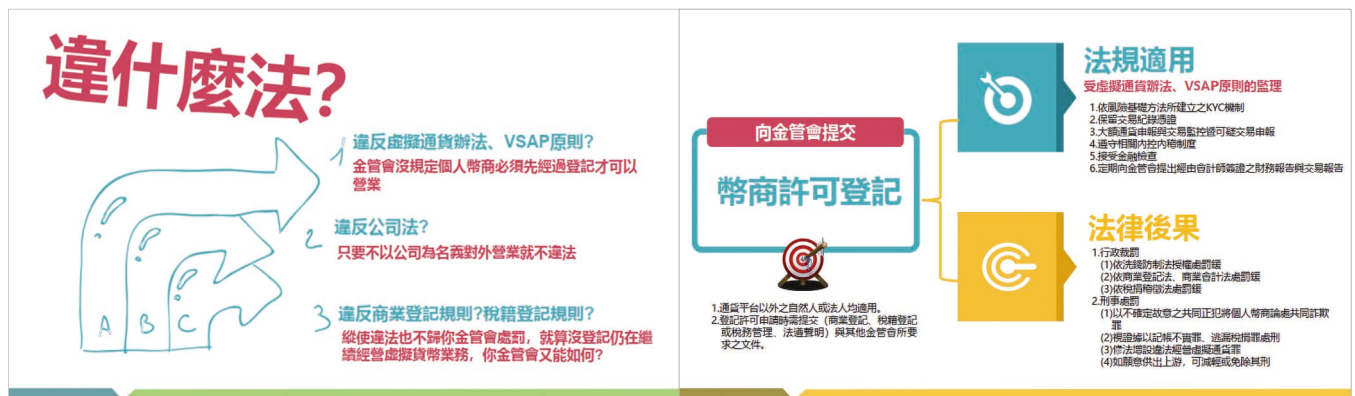 違什麼法?
1 違反虛擬通貨辦法、VSAP原則?
金管會沒規定個人幣商必須先經過登記才可以
營業
2 違反公司法?
只要不以公司為名義對外營業就不違法
3 違反商業登記規則?稅籍登記規則?
縱使違法也不歸你金管會處罰，就算沒登記仍在繼
續經營虛擬貨幣業務，你金管會又能如何?
A B C
向金管會提交
幣商許可登記
1.通貨平台以外之自然人或法人均適用。
2.登記許可申請時需提交（商業登記、稅籍登記
或稅務管理、法遵聲明）與其他金管會所要
求之文件。
法規適用
受虛擬通貨辦法、VSAP原則的監理
1.依風險基礎方法所建立之KYC機制
2.保留交易紀錄憑證
3.大額通貨申報與交易監控暨可疑交易申報
4.遵守相關內控內稽制度
5.接受金融檢查
6.定期向金管會提出經由會計師簽證之財務報告與交易報告
法律後果
1.行政裁罰
(1)依洗錢防制法授權處罰鍰
(2)依商業登記法、商業會計法處罰鍰
(3)依稅捐稽徵法處罰鍰
2.刑事處罰
(1)以不確定故意之共同正犯將個人幣商論處共同詐欺
罪
(2)視證據以記帳不實罪、逃漏稅捐罪處刑
(3)修法增設違法經營虛擬通貨罪
(4)如願意供出上游，可減輕或免除其刑